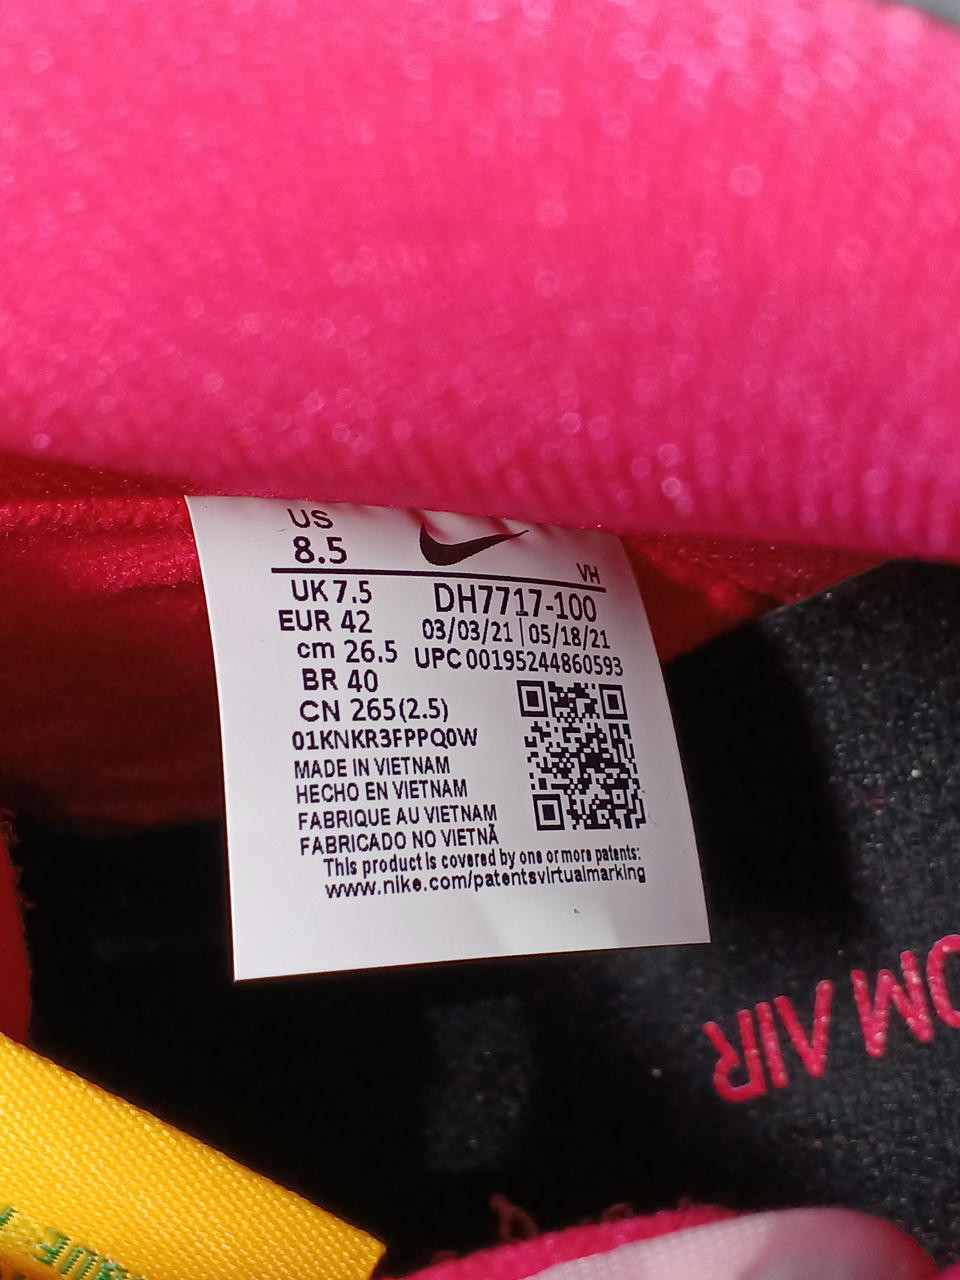 US
8.5
VH
UK 7.5
DH7717-100
EUR 42
03/03/21 | 05/18/21
cm 26.5
UPC 00195244860593
BR 40
CN 265(2.5)
01KNKR3FPPQ0W
MADE IN VIETNAM
HECHO EN VIETNAM
FABRIQUE AU VIETNAM
FABRICADO NO VIETNÃ
This product is covered by one or more patents:
www.nike.com/patentsvirtualmarking
OM AIR